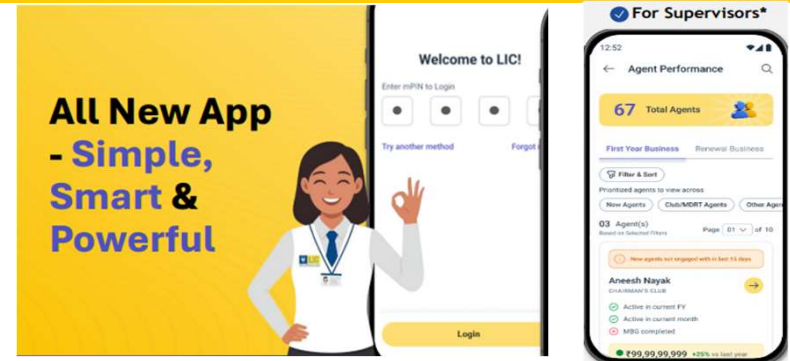 All New App
- Simple,
Smart &
Powerful
LIC
Welcome to LIC!
Enter mPIN to Login
Try another method
Forgot
Login
For Supervisors*
12:52
Agent Performance
67 Total Agents
First Year Business Renewal Business
Filter & Sort
Prioritized agents to view across
New Agents Club/MDRT Agents Other Agen
03 Agent(s)
Based on Selected Filters
Page 01 of 10
New agents not engaged with in last 15 days
Aneesh Nayak
CHAIRMAN'S CLUB
Active in current FY
Active in current month
MBG completed
₹99,99,99,999 +25% vs last year